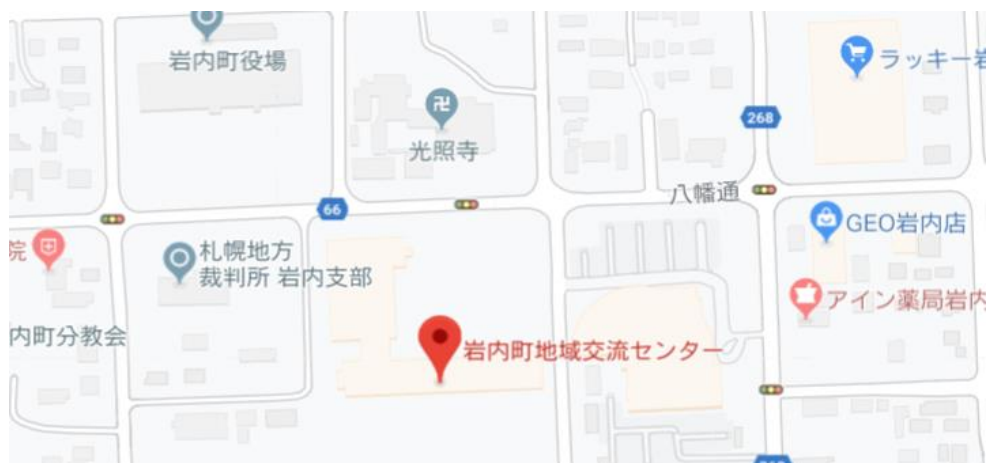 岩内町役場
ラッキー岩
光照寺
268
八幡通
66
GEO岩内店
院
札幌地方
裁判所 岩内支部
アイン薬局岩内
内町分教会
岩内町地域交流センター